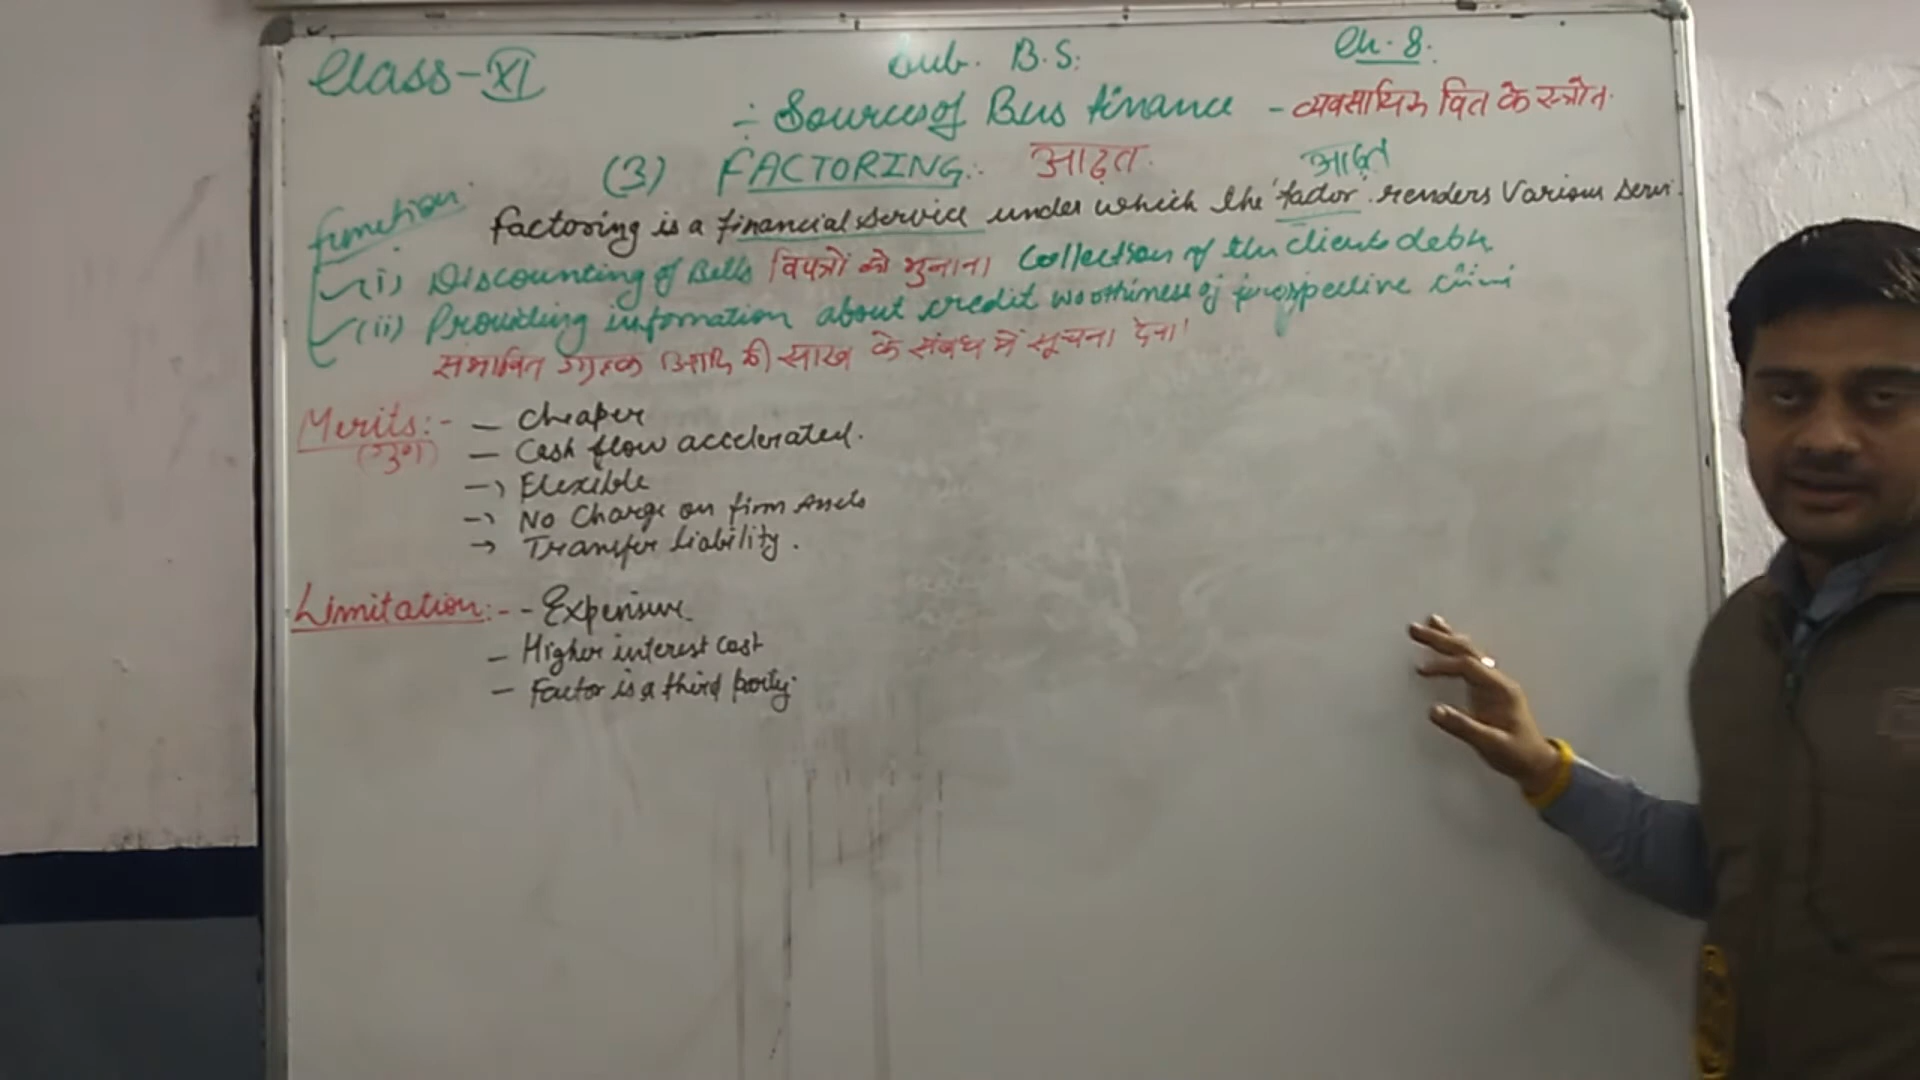 Class-XI Sub. B.S. Ch. 8.
:- Sources of Bus finance - व्यवसायिक वित के स्त्रोत.
(3) FACTORING:. आढ़त. आढ़त
function
factoring is a financial service under which the 'factor' renders Various servi.
(i) Discounting of Bills विपत्रों को भुनाना। Collection of the clients debt.
(ii) Providing information about credit worthiness of prospective
संभावित ग्राहक आदि की साख के संबंध में सूचना देना।
Merits:- — Cheaper
(गुण) — Cash flow accelerated.
—) Flexible
-) No Charge on firm Assets
→ Transfer liability.
Limitation:- - Expensive.
— Higher interest cost
— Factor is a third party.